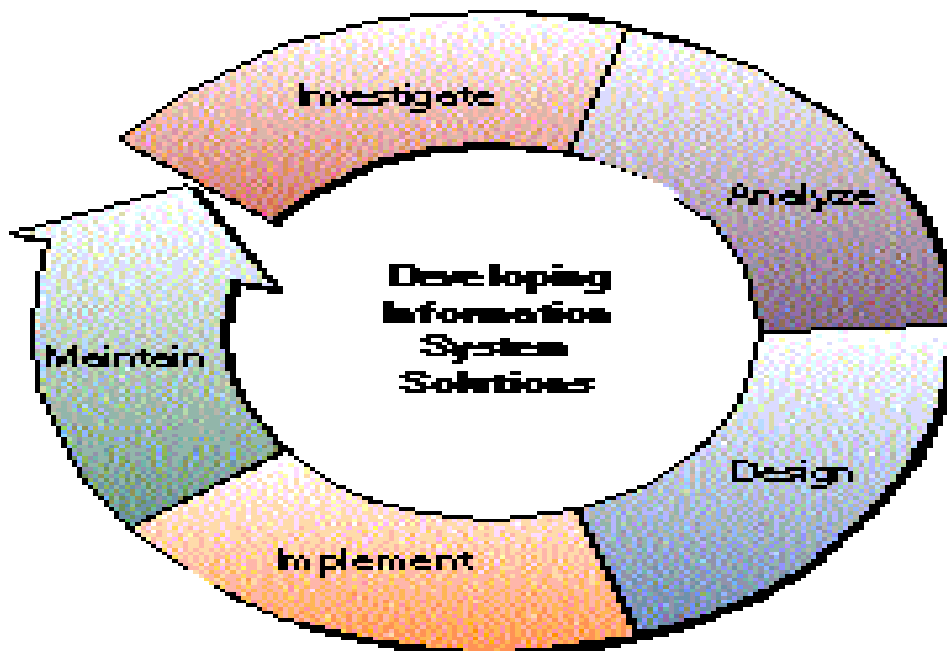 Investigate
Analyze
Design
Implement
Maintain
Developing
Information
System
Solutions